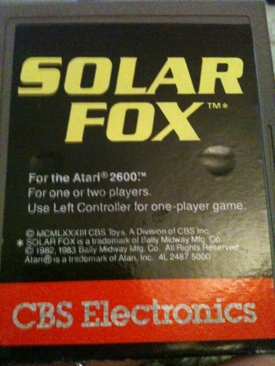 SOLAR
FOX™*
For the Atari® 2600.™
For one or two players.
Use Left Controller for one-player game.
© MCMLXXXIII CBS Toys, A Division of CBS Inc.
* SOLAR FOX is a trademark of Bally Midway Mfg. Co.
© 1982, 1983 Bally Midway Mfg. Co. All Rights Reserved
Atari® is a trademark of Atari, Inc. 4L 2487 5000
CBS Electronics